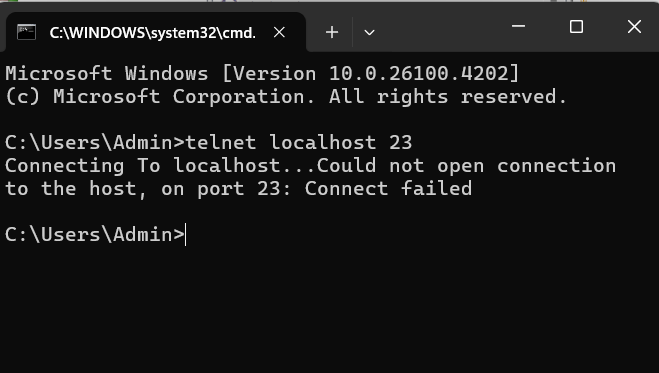 C:\WINDOWS\system32\cmd.
Microsoft Windows [Version 10.0.26100.4202]
(c) Microsoft Corporation. All rights reserved.
C:\Users\Admin>telnet localhost 23
Connecting To localhost...Could not open connection
to the host, on port 23: Connect failed
C:\Users\Admin>